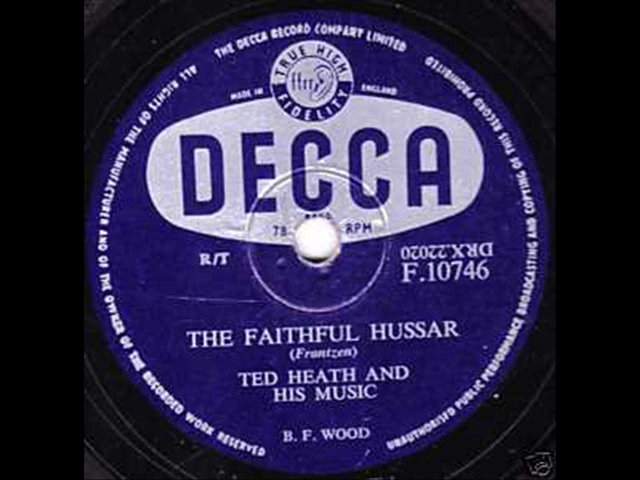 THE DECCA RECORD COMPANY LIMITED
ALL RIGHTS OF THE MANUFACTURER AND OF THE OWNER OF THE RECORDED WORK RESERVED
UNAUTHORISED PUBLIC PERFORMANCE BROADCASTING AND COPYING OF THIS RECORD PROHIBITED
TRUE HIGH
ffrr
FIDELITY
MADE IN ENGLAND
DECCA
78 RPM
R/T
DRX.22020
F.10746
THE FAITHFUL HUSSAR
(Frantzen)
TED HEATH AND
HIS MUSIC
B. F. WOOD